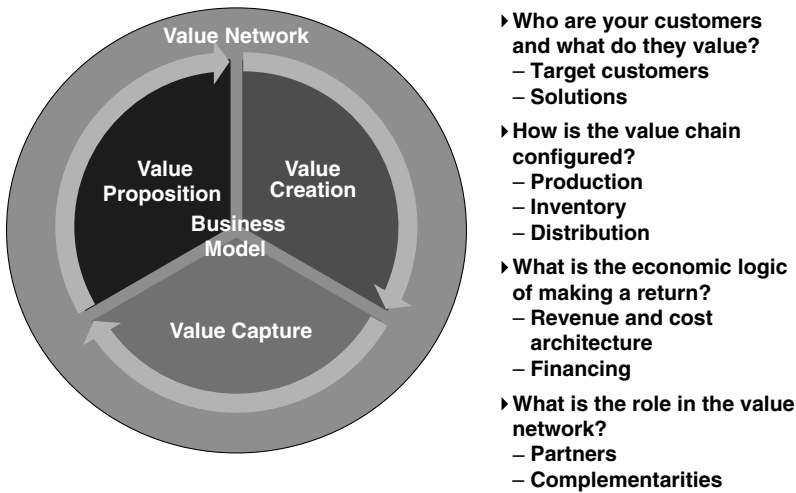 Value Network
Value
Proposition
Value
Creation
Business
Model
Value Capture
Who are your customers
and what do they value?
– Target customers
– Solutions
How is the value chain
configured?
– Production
– Inventory
– Distribution
What is the economic logic
of making a return?
– Revenue and cost
architecture
– Financing
What is the role in the value
network?
– Partners
– Complementarities